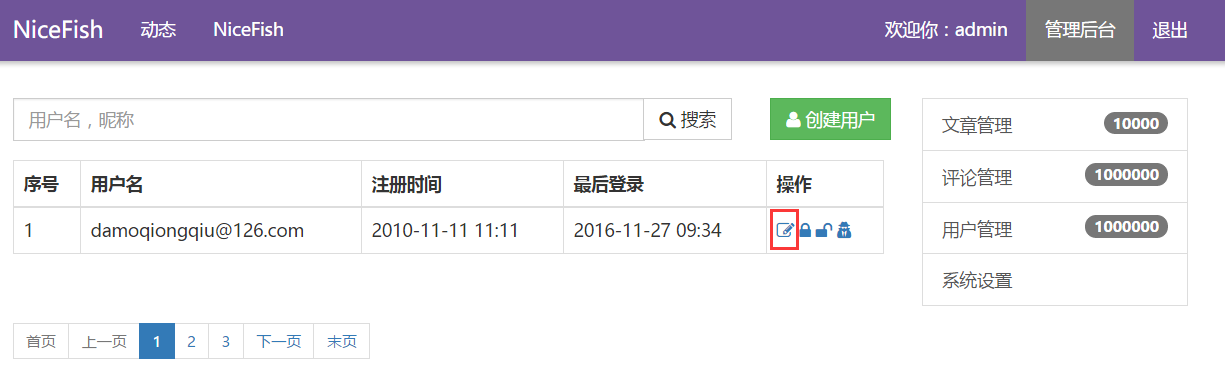 NiceFish 动态 NiceFish 欢迎你：admin 管理后台 退出
用户名，昵称 搜索 创建用户
序号 用户名 注册时间 最后登录 操作
1 damoqiongqiu@126.com 2010-11-11 11:11 2016-11-27 09:34
首页 上一页 1 2 3 下一页 末页
文章管理 10000
评论管理 1000000
用户管理 1000000
系统设置